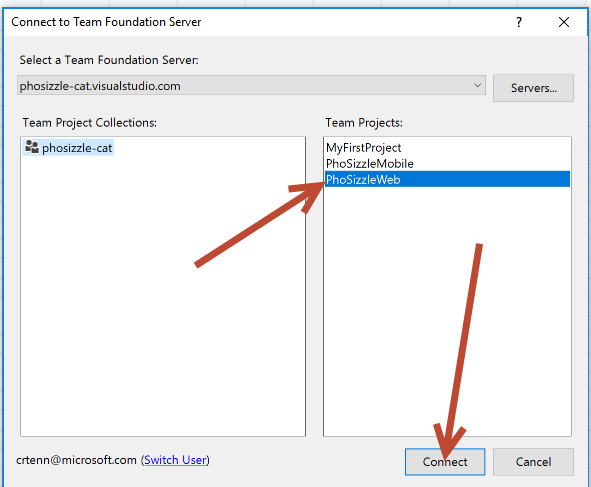 Connect to Team Foundation Server
?
Select a Team Foundation Server:
phosizzle-cat.visualstudio.com
Servers...
Team Project Collections:
phosizzle-cat
Team Projects:
MyFirstProject
PhoSizzleMobile
PhoSizzleWeb
crtenn@microsoft.com (Switch User)
Connect
Cancel